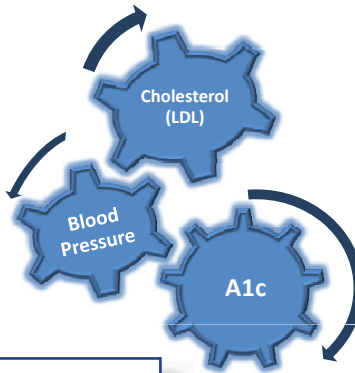 Cholesterol
(LDL)
Blood
Pressure
A1c